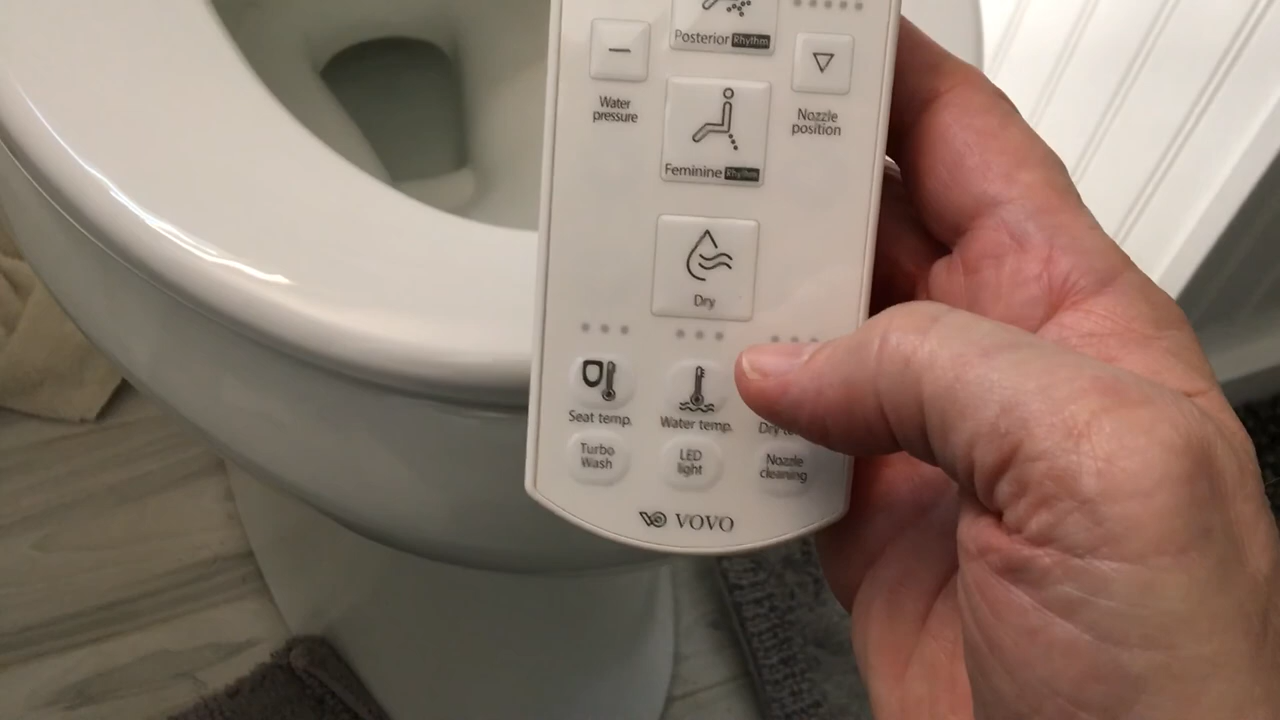 Posterior Rhythm
Water
pressure
Nozzle
position
Feminine Rhythm
Dry
Seat temp.
Water temp.
Dry
Turbo
Wash
LED
light
Nozzle
cleaning
VOVO